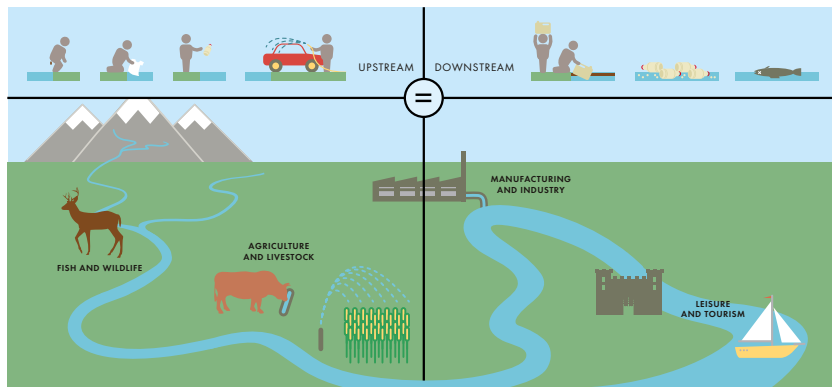 UPSTREAM
DOWNSTREAM
=
MANUFACTURING
AND INDUSTRY
FISH AND WILDLIFE
AGRICULTURE
AND LIVESTOCK
LEISURE
AND TOURISM